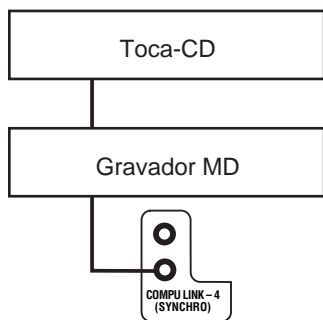 Toca-CD
Gravador MD
COMPU LINK – 4
(SYNCHRO)